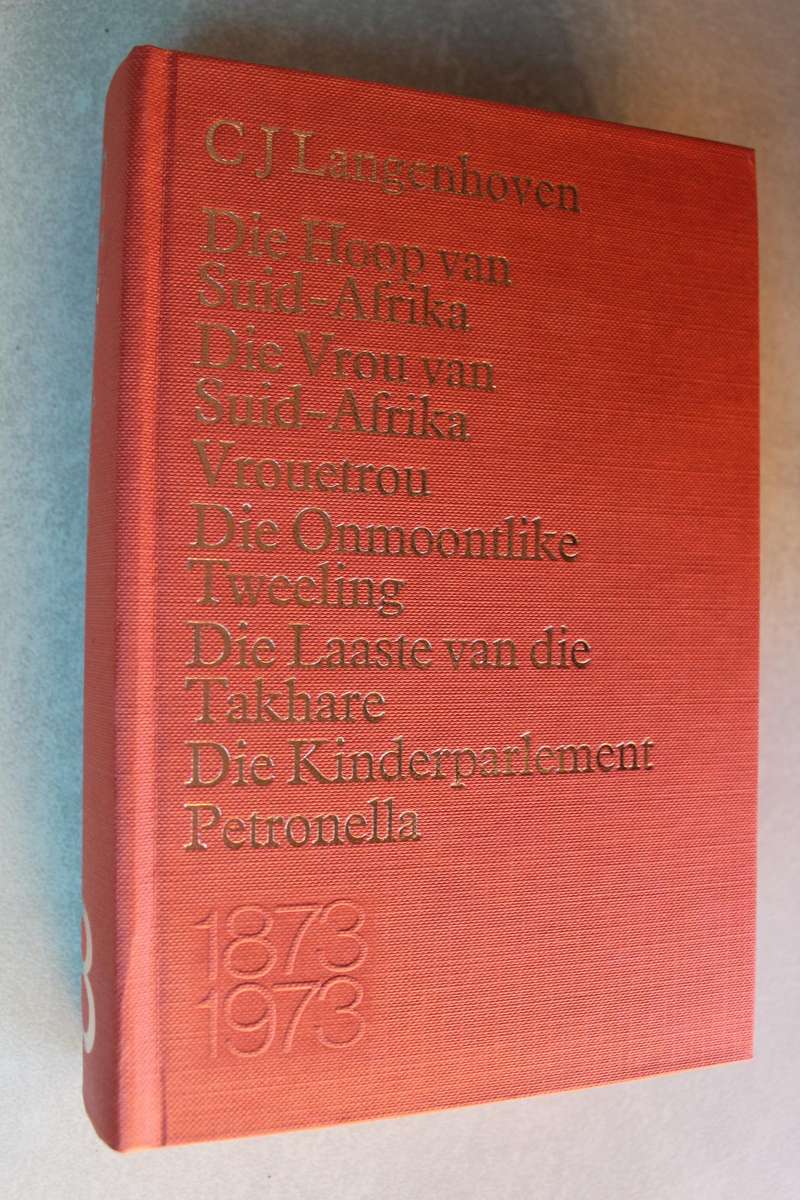 C J Langenhoven
Die Hoop van
Suid-Afrika
Die Vrou van
Suid-Afrika
Vrouetrou
Die Onmoontlike
Tweeling
Die Laaste van die
Takhare
Die Kinderparlement
Petronella
1873
1973